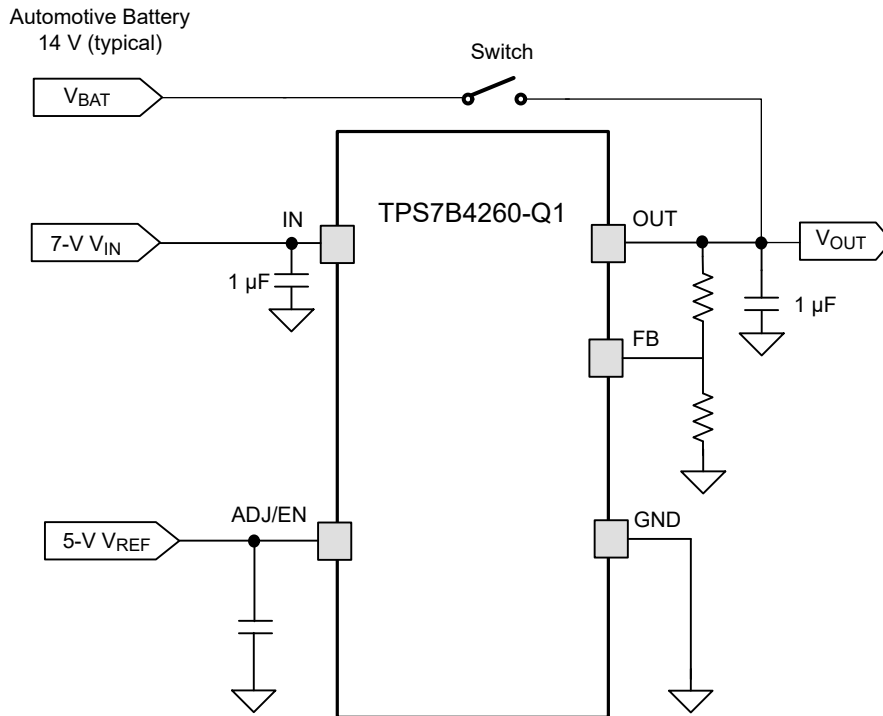 Automotive Battery
14 V (typical)
Switch
VBAT
TPS7B4260-Q1
IN
OUT
7-V VIN
VOUT
1 µF
1 µF
FB
ADJ/EN
GND
5-V VREF